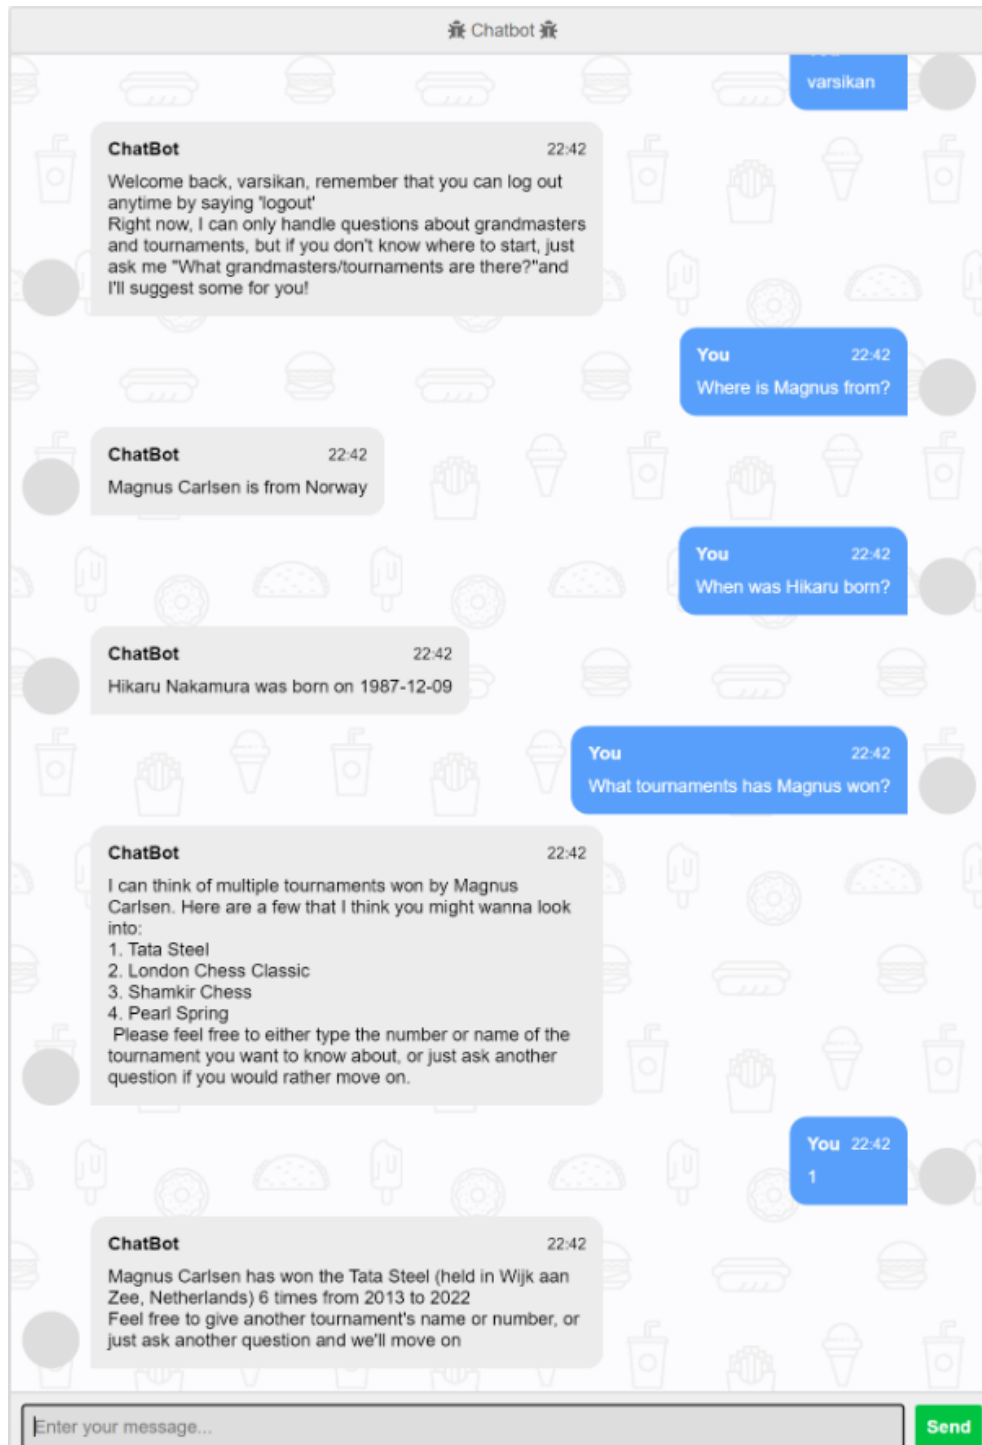 Chatbot
varsikan
ChatBot 22:42
Welcome back, varsikan, remember that you can log out
anytime by saying 'logout'
Right now, I can only handle questions about grandmasters
and tournaments, but if you don't know where to start, just
ask me "What grandmasters/tournaments are there?"and
I'll suggest some for you!
You 22:42
Where is Magnus from?
ChatBot 22:42
Magnus Carlsen is from Norway
You 22:42
When was Hikaru born?
ChatBot 22:42
Hikaru Nakamura was born on 1987-12-09
You 22:42
What tournaments has Magnus won?
ChatBot 22:42
I can think of multiple tournaments won by Magnus
Carlsen. Here are a few that I think you might wanna look
into:
1. Tata Steel
2. London Chess Classic
3. Shamkir Chess
4. Pearl Spring
Please feel free to either type the number or name of the
tournament you want to know about, or just ask another
question if you would rather move on.
You 22:42
1
ChatBot 22:42
Magnus Carlsen has won the Tata Steel (held in Wijk aan
Zee, Netherlands) 6 times from 2013 to 2022
Feel free to give another tournament's name or number, or
just ask another question and we'll move on
Enter your message...
Send